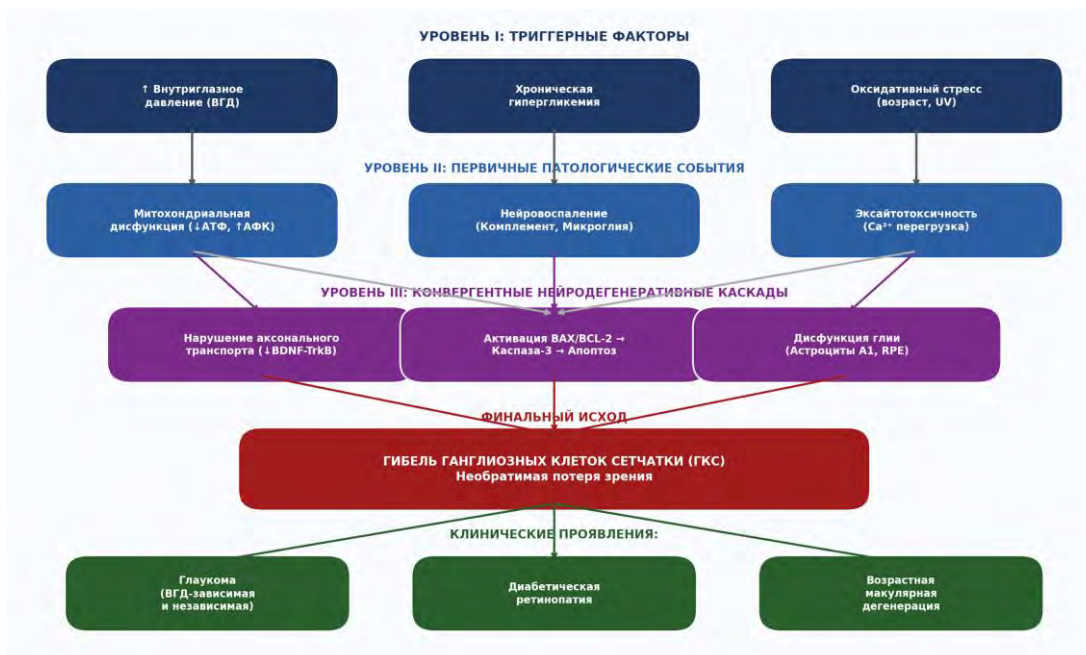 УРОВЕНЬ I: ТРИГГЕРНЫЕ ФАКТОРЫ
↑ Внутриглазное
давление (ВГД)
Хроническая
гипергликемия
Оксидативный стресс
(возраст, UV)
УРОВЕНЬ II: ПЕРВИЧНЫЕ ПАТОЛОГИЧЕСКИЕ СОБЫТИЯ
Митохондриальная
дисфункция (↓АТФ, ↑АФК)
Нейровоспаление
(Комплемент, Микроглия)
Эксайтотоксичность
(Ca²⁺ перегрузка)
УРОВЕНЬ III: КОНВЕРГЕНТНЫЕ НЕЙРОДЕГЕНЕРАТИВНЫЕ КАСКАДЫ
Нарушение аксонального
транспорта (↓BDNF-TrkB)
Активация BAX/BCL-2 →
Каспаза-3 → Апоптоз
Дисфункция глии
(Астроциты А1, RPE)
ФИНАЛЬНЫЙ ИСХОД
ГИБЕЛЬ ГАНГЛИОЗНЫХ КЛЕТОК СЕТЧАТКИ (ГКС)
Необратимая потеря зрения
КЛИНИЧЕСКИЕ ПРОЯВЛЕНИЯ:
Глаукома
(ВГД-зависимая
и независимая)
Диабетическая
ретинопатия
Возрастная
макулярная
дегенерация